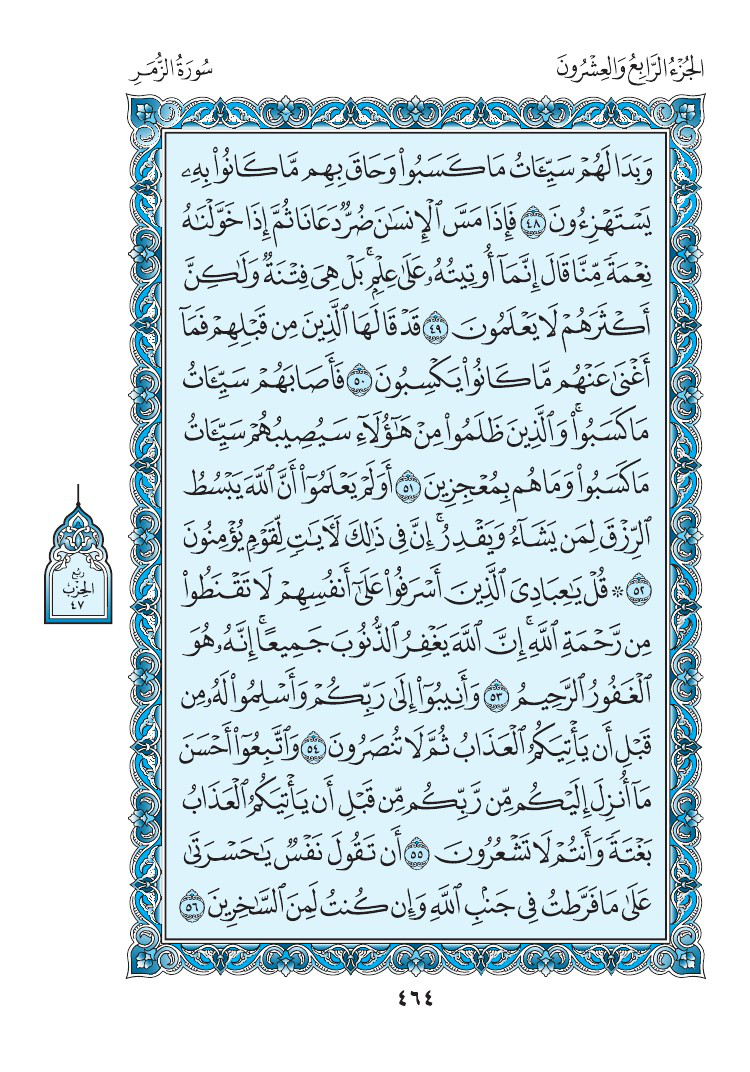 الجُزْءُ الرَّابِعُ وَالعِشْرُونَ
سُورَةُ الزُّمَرِ
وَبَدَا لَهُمْ سَيِّـَٔاتُ مَا كَسَبُوا۟ وَحَاقَ بِهِم مَّا كَانُوا۟ بِهِۦ
يَسْتَهْزِءُونَ ٤٨ فَإِذَا مَسَّ ٱلْإِنسَٰنَ ضُرٌّ دَعَانَا ثُمَّ إِذَا خَوَّلْنَٰهُ
نِعْمَةً مِّنَّا قَالَ إِنَّمَآ أُوتِيتُهُۥ عَلَىٰ عِلْمٍۭ ۚ بَلْ هِىَ فِتْنَةٌ وَلَٰكِنَّ
أَكْثَرَهُمْ لَا يَعْلَمُونَ ٤٩ قَدْ قَالَهَا ٱلَّذِينَ مِن قَبْلِهِمْ فَمَآ
أَغْنَىٰ عَنْهُم مَّا كَانُوا۟ يَكْسِبُونَ ٥٠ فَأَصَابَهُمْ سَيِّـَٔاتُ
مَا كَسَبُوا۟ ۚ وَٱلَّذِينَ ظَلَمُوا۟ مِنْ هَٰٓؤُلَآءِ سَيُصِيبُهُمْ سَيِّـَٔاتُ
مَا كَسَبُوا۟ وَمَا هُم بِمُعْجِزِينَ ٥١ أَوَلَمْ يَعْلَمُوٓا۟ أَنَّ ٱللَّهَ يَبْسُطُ
ٱلرِّزْقَ لِمَن يَشَآءُ وَيَقْدِرُ ۚ إِنَّ فِى ذَٰلِكَ لَءَايَٰتٍ لِّقَوْمٍ يُؤْمِنُونَ
٥٢ ۞ قُلْ يَٰعِبَادِىَ ٱلَّذِينَ أَسْرَفُوا۟ عَلَىٰٓ أَنفُسِهِمْ لَا تَقْنَطُوا۟
مِن رَّحْمَةِ ٱللَّهِ ۚ إِنَّ ٱللَّهَ يَغْفِرُ ٱلذُّنُوبَ جَمِيعًا ۚ إِنَّهُۥ هُوَ
ٱلْغَفُورُ ٱلرَّحِيمُ ٥٣ وَأَنِيبُوٓا۟ إِلَىٰ رَبِّكُمْ وَأَسْلِمُوا۟ لَهُۥ مِن
قَبْلِ أَن يَأْتِيَكُمُ ٱلْعَذَابُ ثُمَّ لَا تُنصَرُونَ ٥٤ وَٱتَّبِعُوٓا۟ أَحْسَنَ
مَآ أُنزِلَ إِلَيْكُم مِّن رَّبِّكُم مِّن قَبْلِ أَن يَأْتِيَكُمُ ٱلْعَذَابُ
بَغْتَةً وَأَنتُمْ لَا تَشْعُرُونَ ٥٥ أَن تَقُولَ نَفْسٌ يَٰحَسْرَتَىٰ
عَلَىٰ مَا فَرَّطتُ فِى جَنۢبِ ٱللَّهِ وَإِن كُنتُ لَمِنَ ٱلسَّٰخِرِينَ ٥٦
رُبُعُ
الحِزْبِ
٤٧
٤٦٤